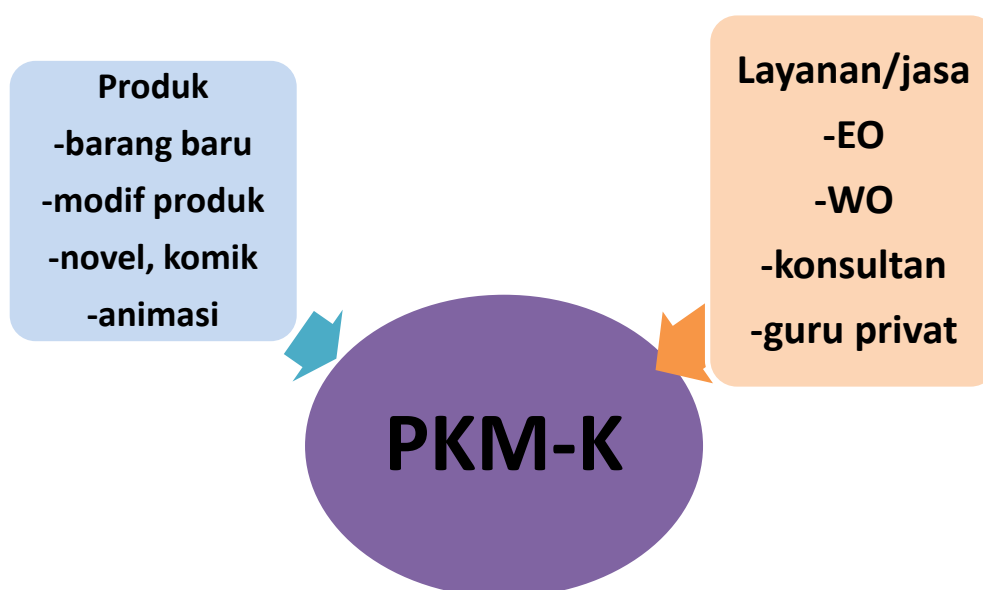 Produk
-barang baru
-modif produk
-novel, komik
-animasi
Layanan/jasa
-EO
-WO
-konsultan
-guru privat
PKM-K